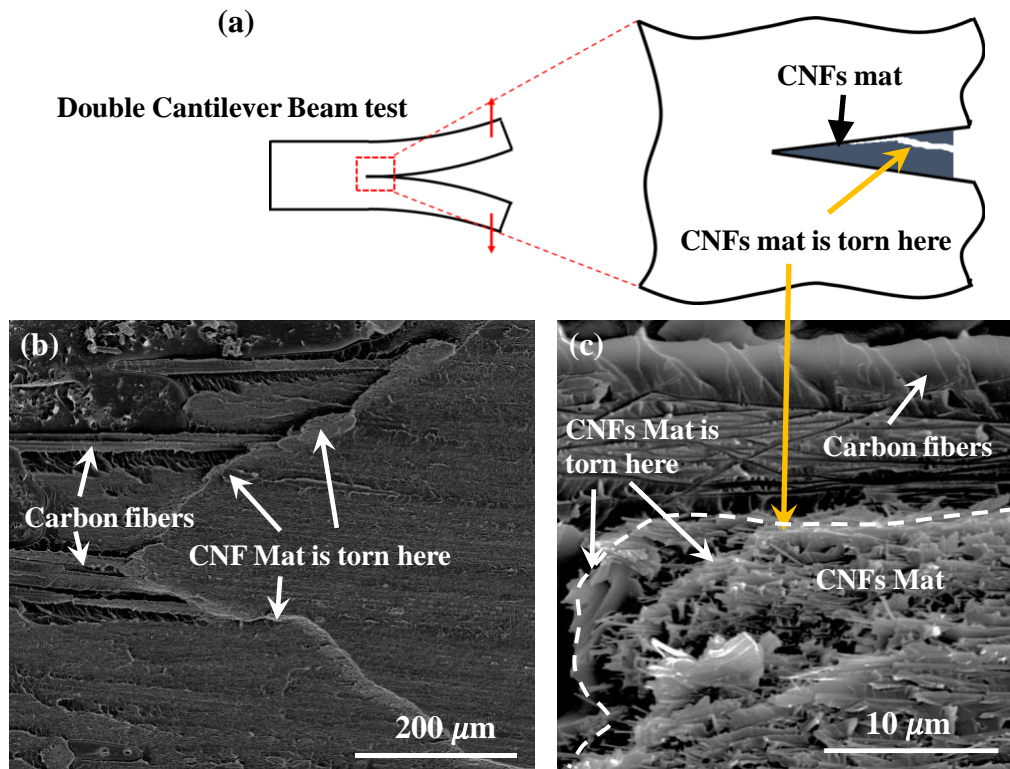 (a)
Double Cantilever Beam test
CNFs mat
CNFs mat is torn here
(b)
Carbon fibers
CNF Mat is torn here
200 μm
(c)
CNFs Mat is
torn here
Carbon fibers
CNFs Mat
10 μm